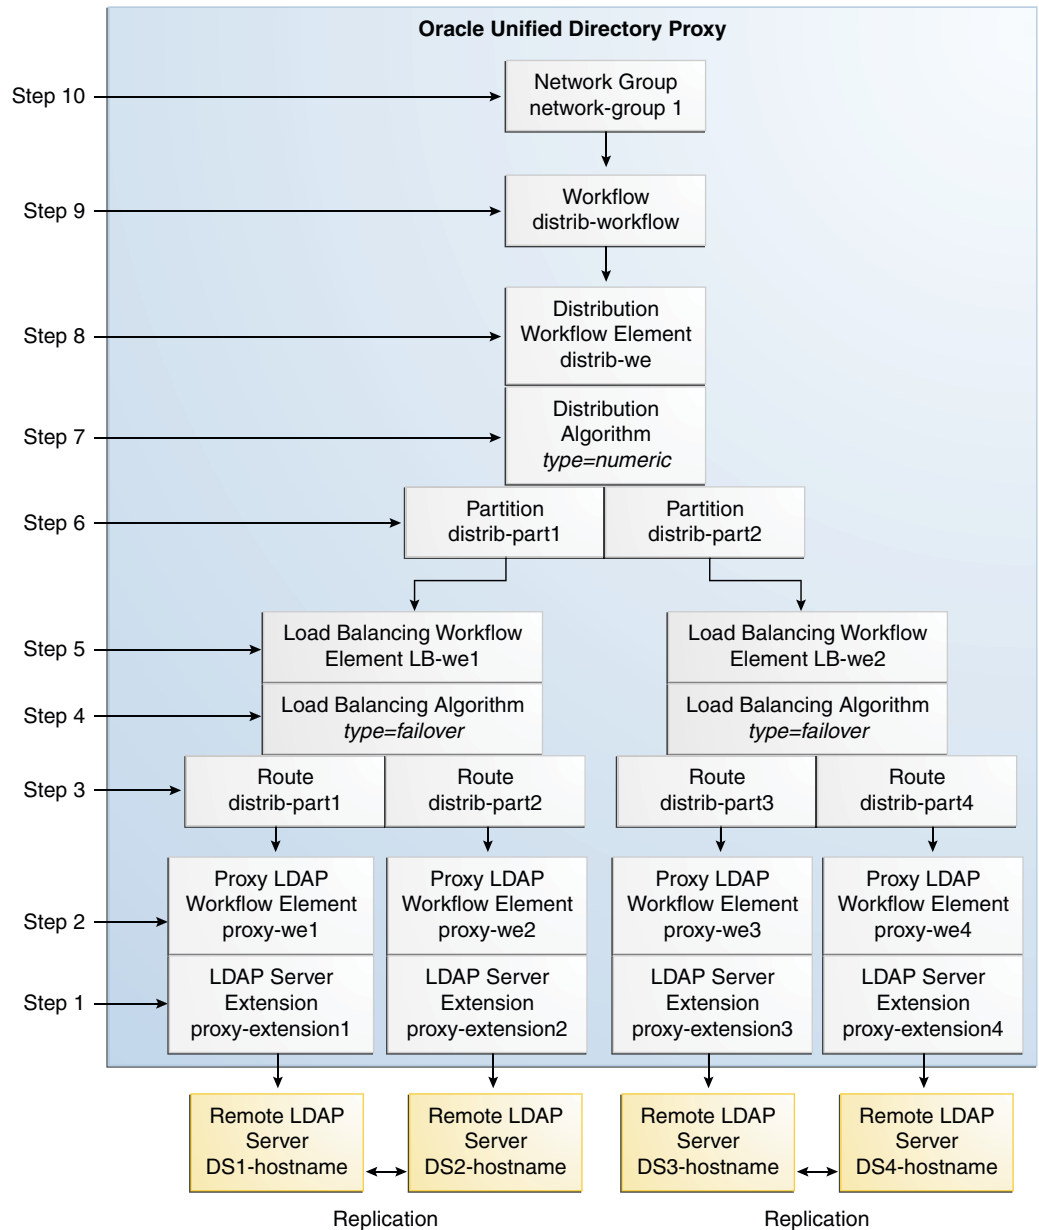 Oracle Unified Directory Proxy
Step 10
Network Group
network-group 1
Step 9
Workflow
distrib-workflow
Step 8
Distribution
Workflow Element
distrib-we
Step 7
Distribution
Algorithm
type=numeric
Step 6
Partition
distrib-part1
Partition
distrib-part2
Step 5
Load Balancing Workflow
Element LB-we1
Load Balancing Workflow
Element LB-we2
Step 4
Load Balancing Algorithm
type=failover
Load Balancing Algorithm
type=failover
Step 3
Route
distrib-part1
Route
distrib-part2
Route
distrib-part3
Route
distrib-part4
Step 2
Proxy LDAP
Workflow Element
proxy-we1
Proxy LDAP
Workflow Element
proxy-we2
Proxy LDAP
Workflow Element
proxy-we3
Proxy LDAP
Workflow Element
proxy-we4
Step 1
LDAP Server
Extension
proxy-extension1
LDAP Server
Extension
proxy-extension2
LDAP Server
Extension
proxy-extension3
LDAP Server
Extension
proxy-extension4
Remote LDAP
Server
DS1-hostname
Remote LDAP
Server
DS2-hostname
Remote LDAP
Server
DS3-hostname
Remote LDAP
Server
DS4-hostname
Replication
Replication